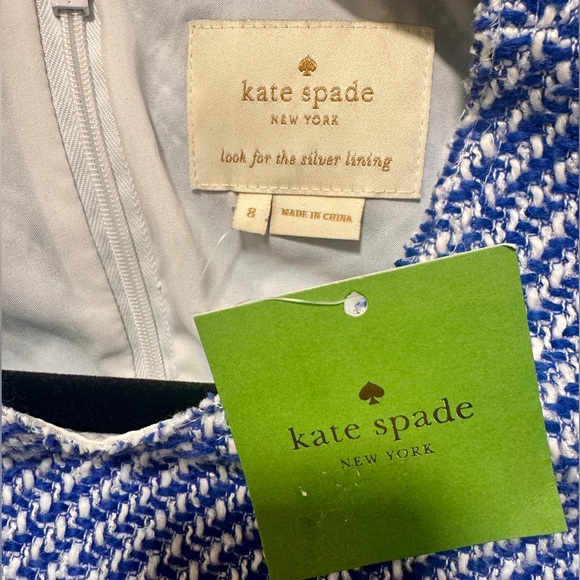 kate spade
NEW YORK
look for the silver lining
8
MADE IN CHINA
kate spade
NEW YORK